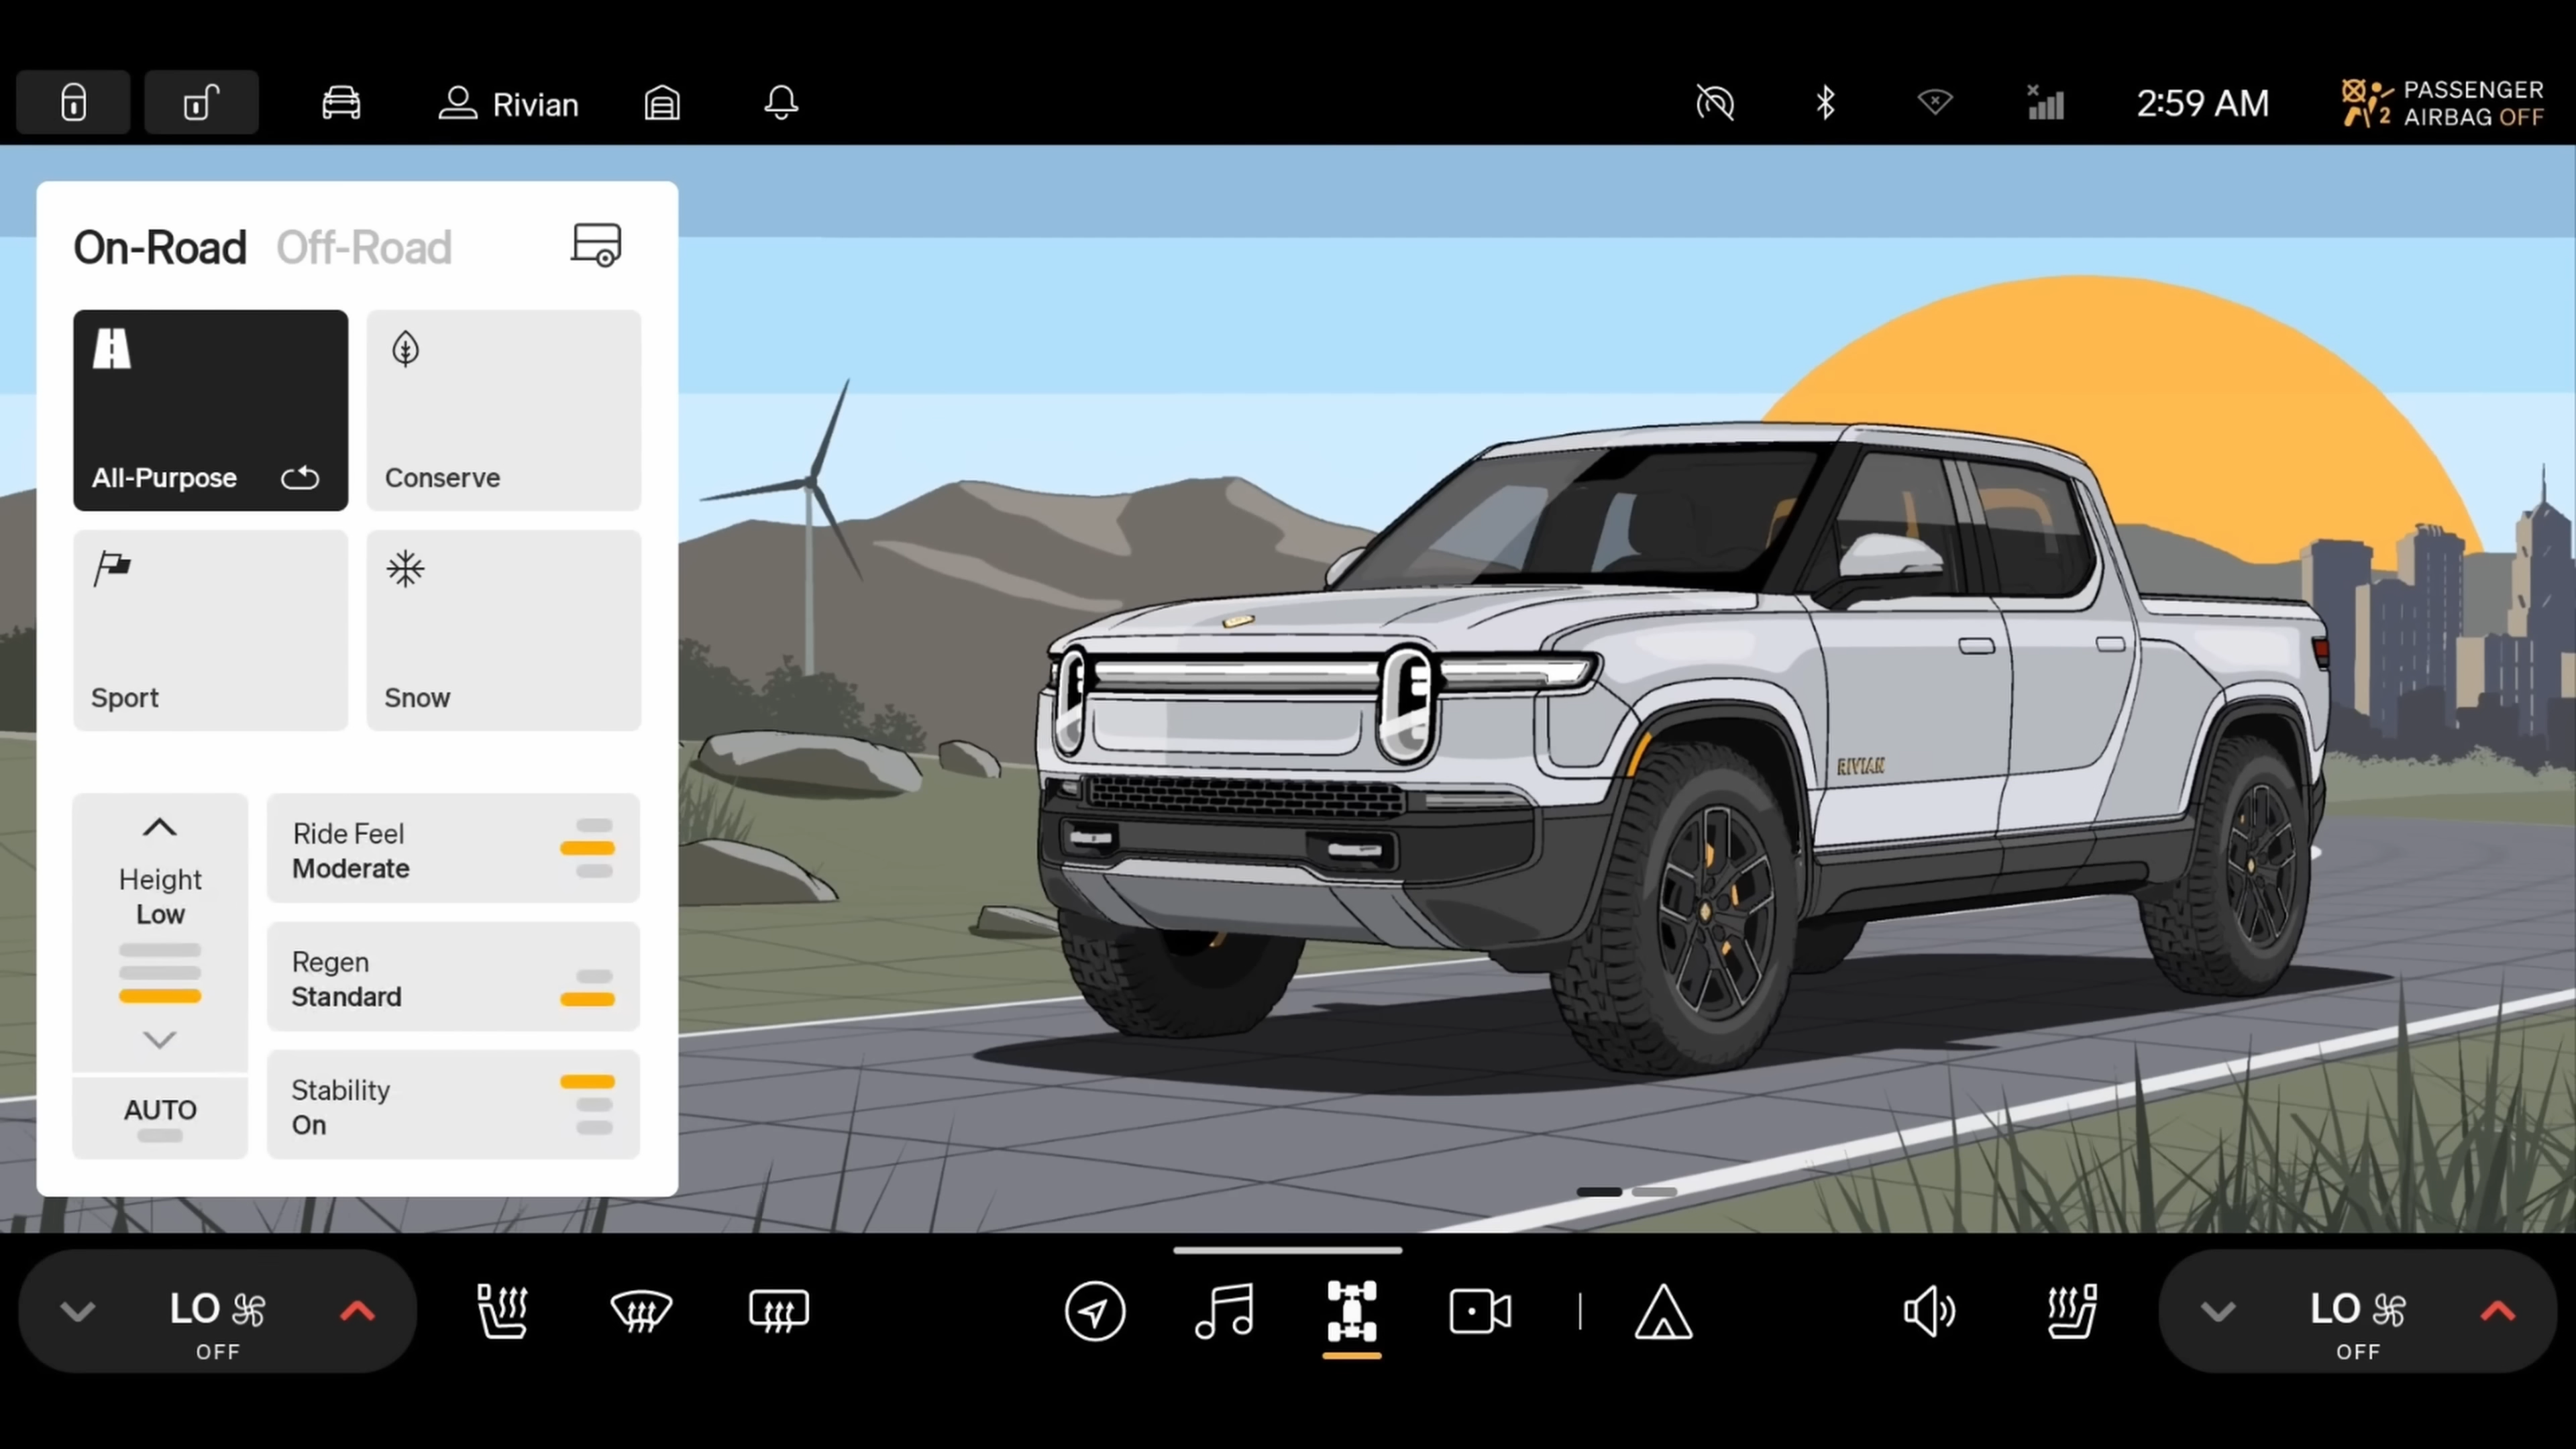 Rivian
2:59 AM
PASSENGER
AIRBAG OFF
2
On-Road Off-Road
All-Purpose
Conserve
Sport
Snow
Height
Low
AUTO
Ride Feel
Moderate
Regen
Standard
Stability
On
RIVIAN
LO
OFF
LO
OFF